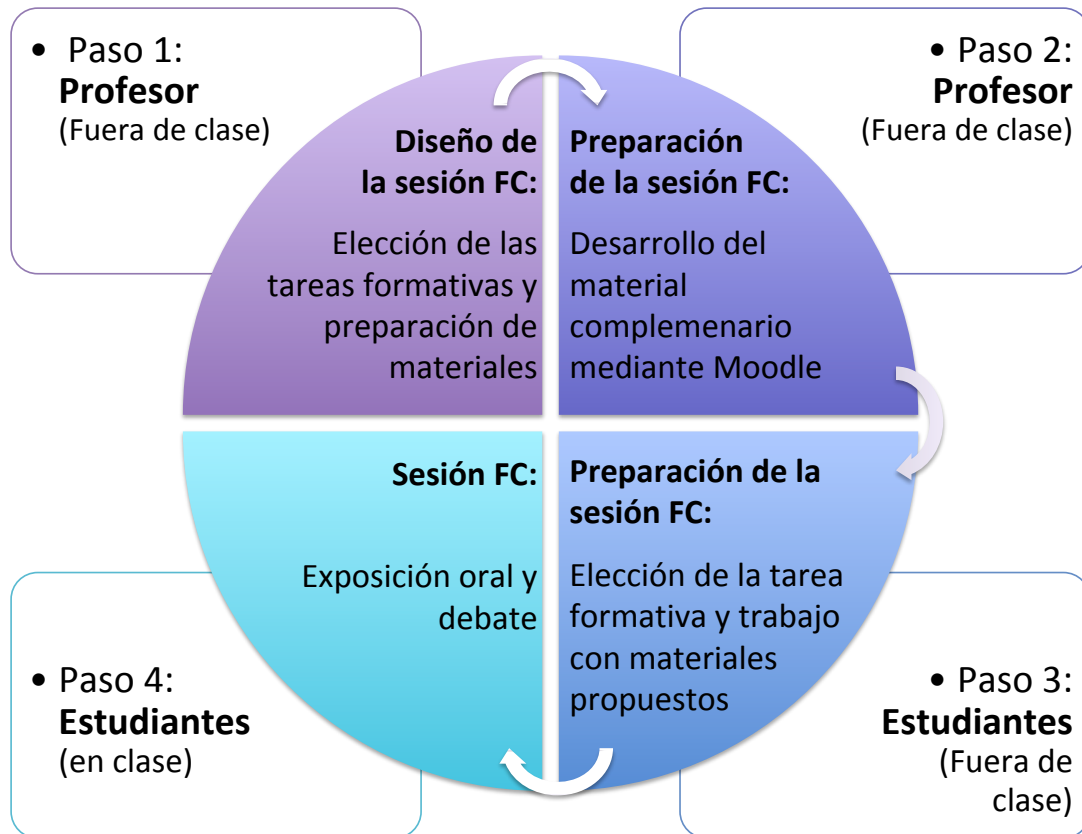 • Paso 1:
Profesor
(Fuera de clase)
Diseño de
la sesión FC:
Elección de las
tareas formativas y
preparación de
materiales
• Paso 2:
Profesor
(Fuera de clase)
Preparación
de la sesión FC:
Desarrollo del
material
complemenario
mediante Moodle
• Paso 3:
Estudiantes
(Fuera de
clase)
Preparación de la
sesión FC:
Elección de la tarea
formativa y trabajo
con materiales
propuestos
• Paso 4:
Estudiantes
(en clase)
Sesión FC:
Exposición oral y
debate